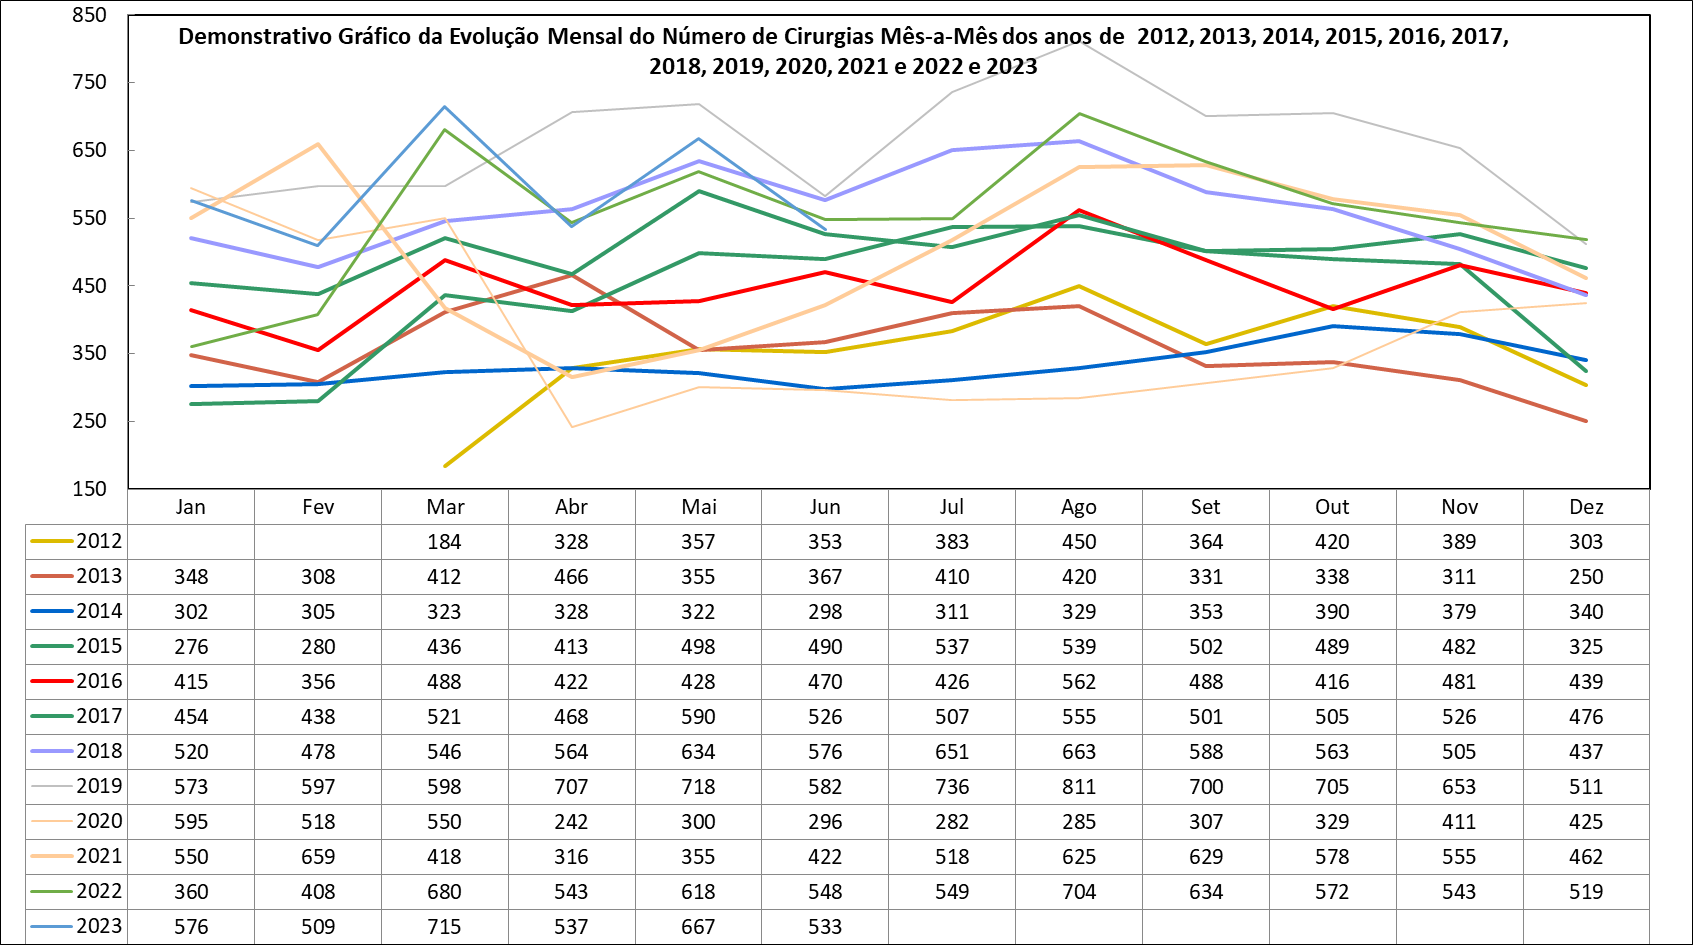 850
Demonstrativo Gráfico da Evolução Mensal do Número de Cirurgias Mês-a-Mês dos anos de 2012, 2013, 2014, 2015, 2016, 2017,
2018, 2019, 2020, 2021 e 2022 e 2023
750
650
550
450
350
250
150
Jan Fev Mar Abr Mai Jun Jul Ago Set Out Nov Dez
2012 184 328 357 353 383 450 364 420 389 303
2013 348 308 412 466 355 367 410 420 331 338 311 250
2014 302 305 323 328 322 298 311 329 353 390 379 340
2015 276 280 436 413 498 490 537 539 502 489 482 325
2016 415 356 488 422 428 470 426 562 488 416 481 439
2017 454 438 521 468 590 526 507 555 501 505 526 476
2018 520 478 546 564 634 576 651 663 588 563 505 437
2019 573 597 598 707 718 582 736 811 700 705 653 511
2020 595 518 550 242 300 296 282 285 307 329 411 425
2021 550 659 418 316 355 422 518 625 629 578 555 462
2022 360 408 680 543 618 548 549 704 634 572 543 519
2023 576 509 715 537 667 533